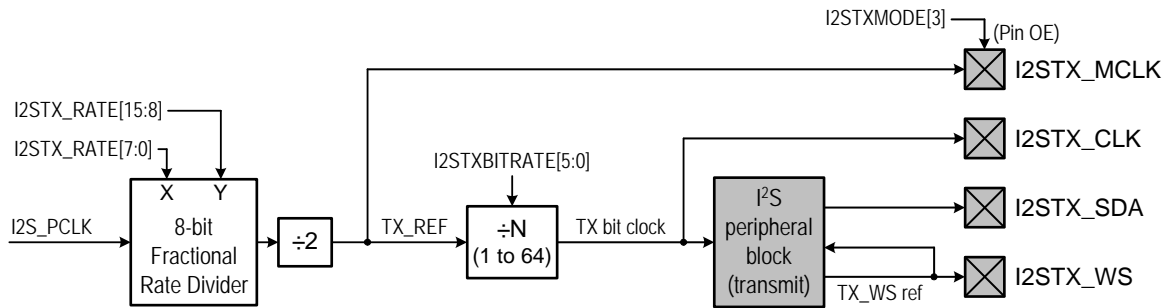 I2STXMODE[3]
(Pin OE)
I2STX_MCLK
I2STX_RATE[15:8]
I2STX_RATE[7:0]
I2STX_CLK
I2STXBITRATE[5:0]
X Y
I2S_PCLK
8-bit
Fractional
Rate Divider
÷2
TX_REF
÷N
(1 to 64)
TX bit clock
I²S
peripheral
block
(transmit)
I2STX_SDA
I2STX_WS
TX_WS ref